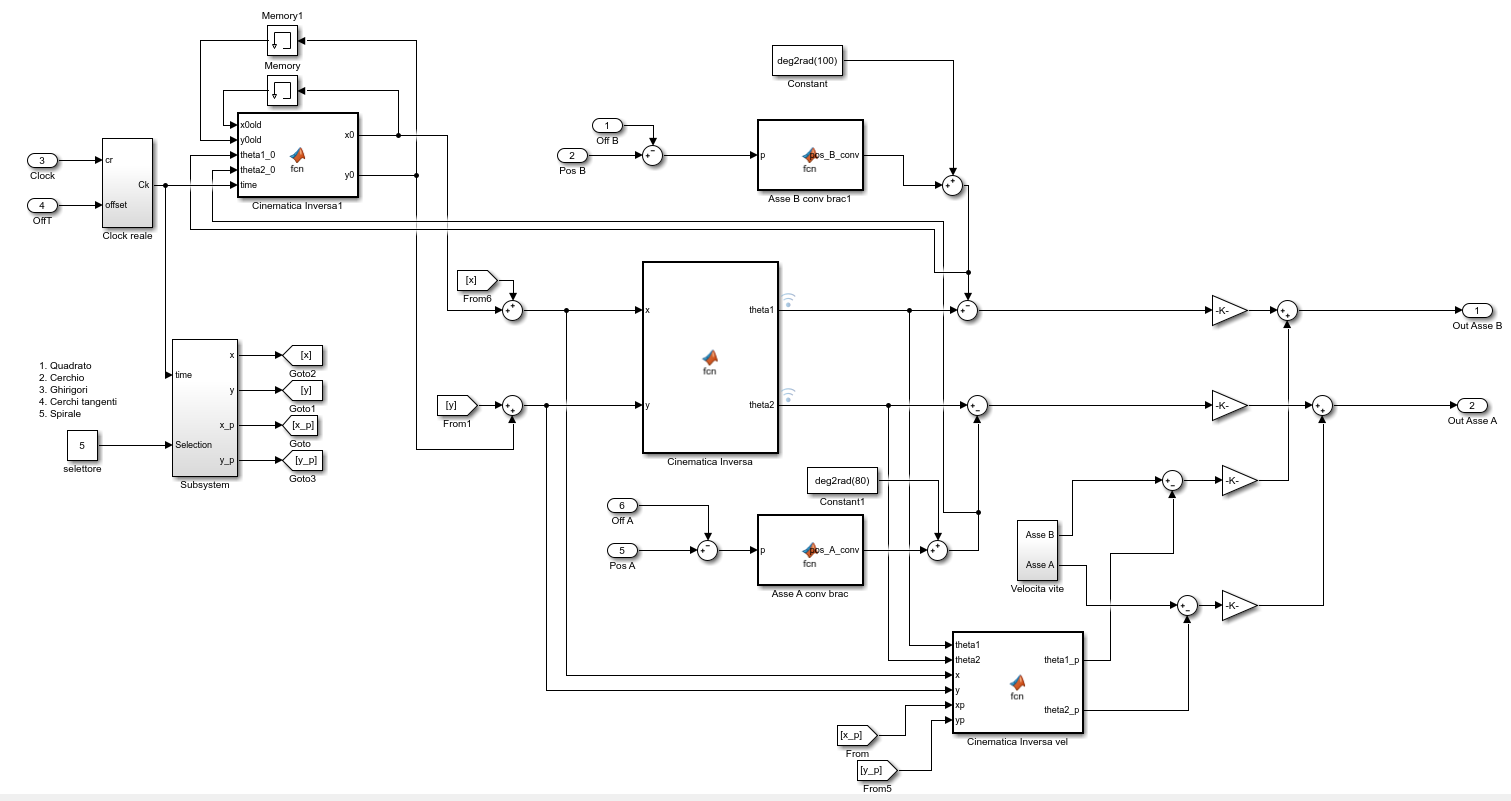 Memory1
Memory
x0old
y0old
theta1_0
theta2_0
time
x0
y0
fcn
Cinematica Inversa1
3
Clock
4
OffT
cr
offset
Ck
Clock reale
deg2rad(100)
Constant
1
Off B
2
Pos B
+
−
p
pos_B_conv
fcn
Asse B conv brac1
+
+
[x]
From6
+
+
x
y
theta1
theta2
fcn
Cinematica Inversa
+
−
-K-
+
+
1
Out Asse B
1. Quadrato
2. Cerchio
3. Ghirigori
4. Cerchi tangenti
5. Spirale
5
selettore
time
Selection
x
y
x_p
y_p
Subsystem
[x]
Goto2
[y]
Goto1
[x_p]
Goto
[y_p]
Goto3
[y]
From1
+
+
+
−
-K-
+
+
2
Out Asse A
deg2rad(80)
Constant1
6
Off A
5
Pos A
+
−
p
pos_A_conv
fcn
Asse A conv brac
+
+
Asse B
Asse A
Velocita vite
+
−
-K-
+
−
-K-
theta1
theta2
x
y
xp
yp
theta1_p
theta2_p
fcn
Cinematica Inversa vel
[x_p]
From
[y_p]
From5